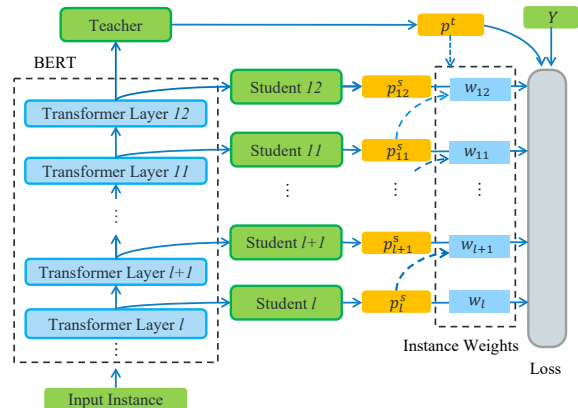 Teacher
p^t
Y
BERT
Student 12
p^s_12
w_12
Transformer Layer 12
Student 11
p^s_11
w_11
Transformer Layer 11
⋮
⋮
⋮
⋮
Student l+1
p^s_l+1
w_l+1
Transformer Layer l+1
Student l
p^s_l
w_l
Transformer Layer l
⋮
Instance Weights
Loss
Input Instance